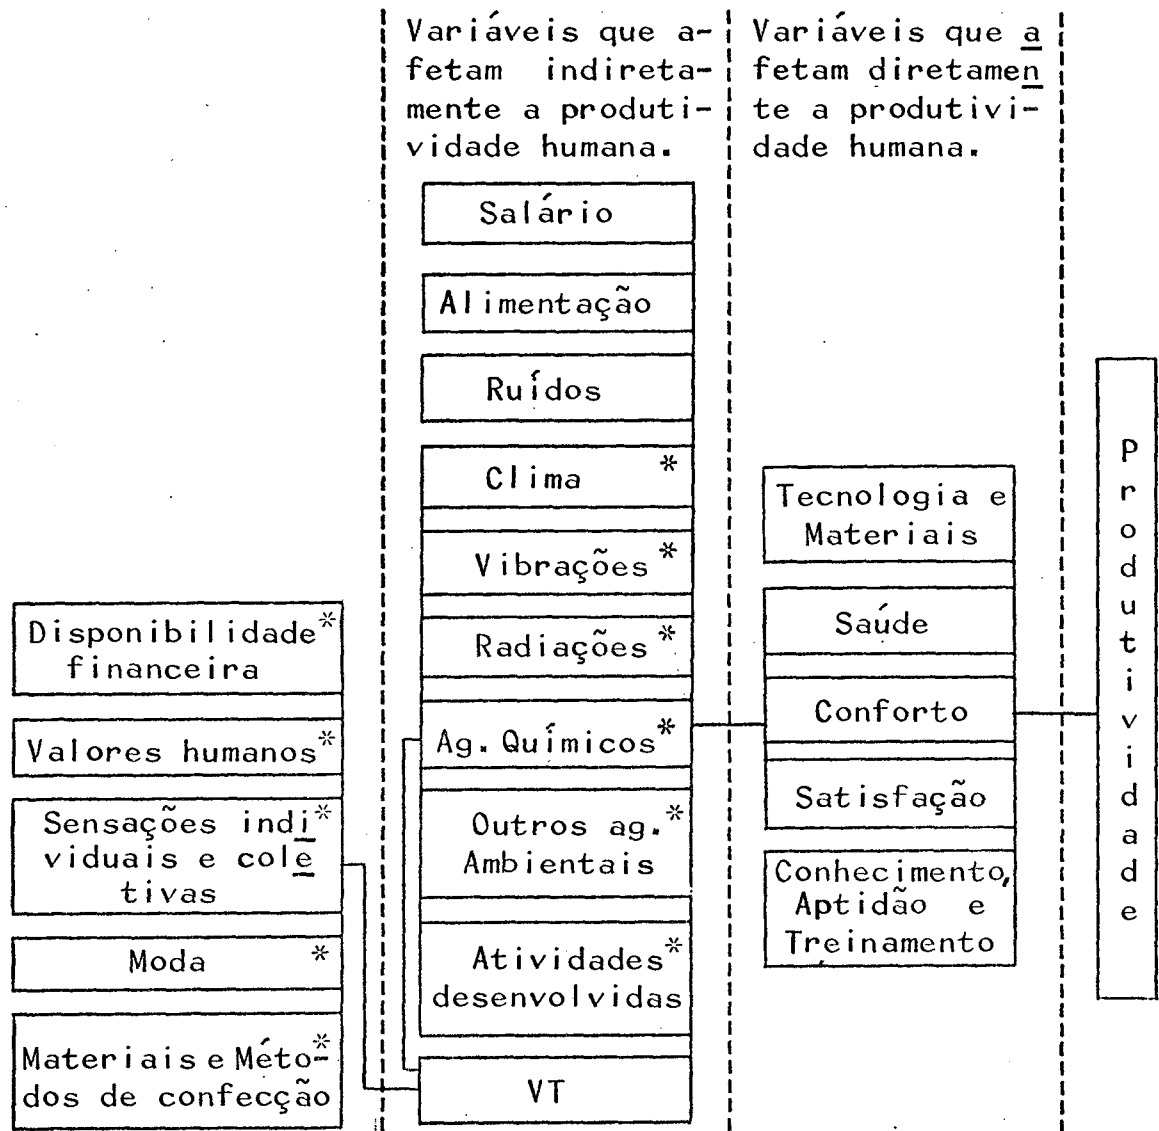 Variáveis que a-
fetam indireta-
mente a produti-
vidade humana.
Variáveis que a
fetam diretamen
te a produtivi-
dade humana.
Salário
Alimentação
Ruídos
Clima *
Vibrações *
Radiações *
Ag. Químicos *
Outros ag. *
Ambientais
Atividades *
desenvolvidas
VT
Disponibilidade *
financeira
Valores humanos *
Sensações indi *
viduais e cole
tivas
Moda *
Materiais e Méto- *
dos de confecção
Tecnologia e
Materiais
Saúde
Conforto
Satisfação
Conhecimento,
Aptidão e
Treinamento
Produtividade